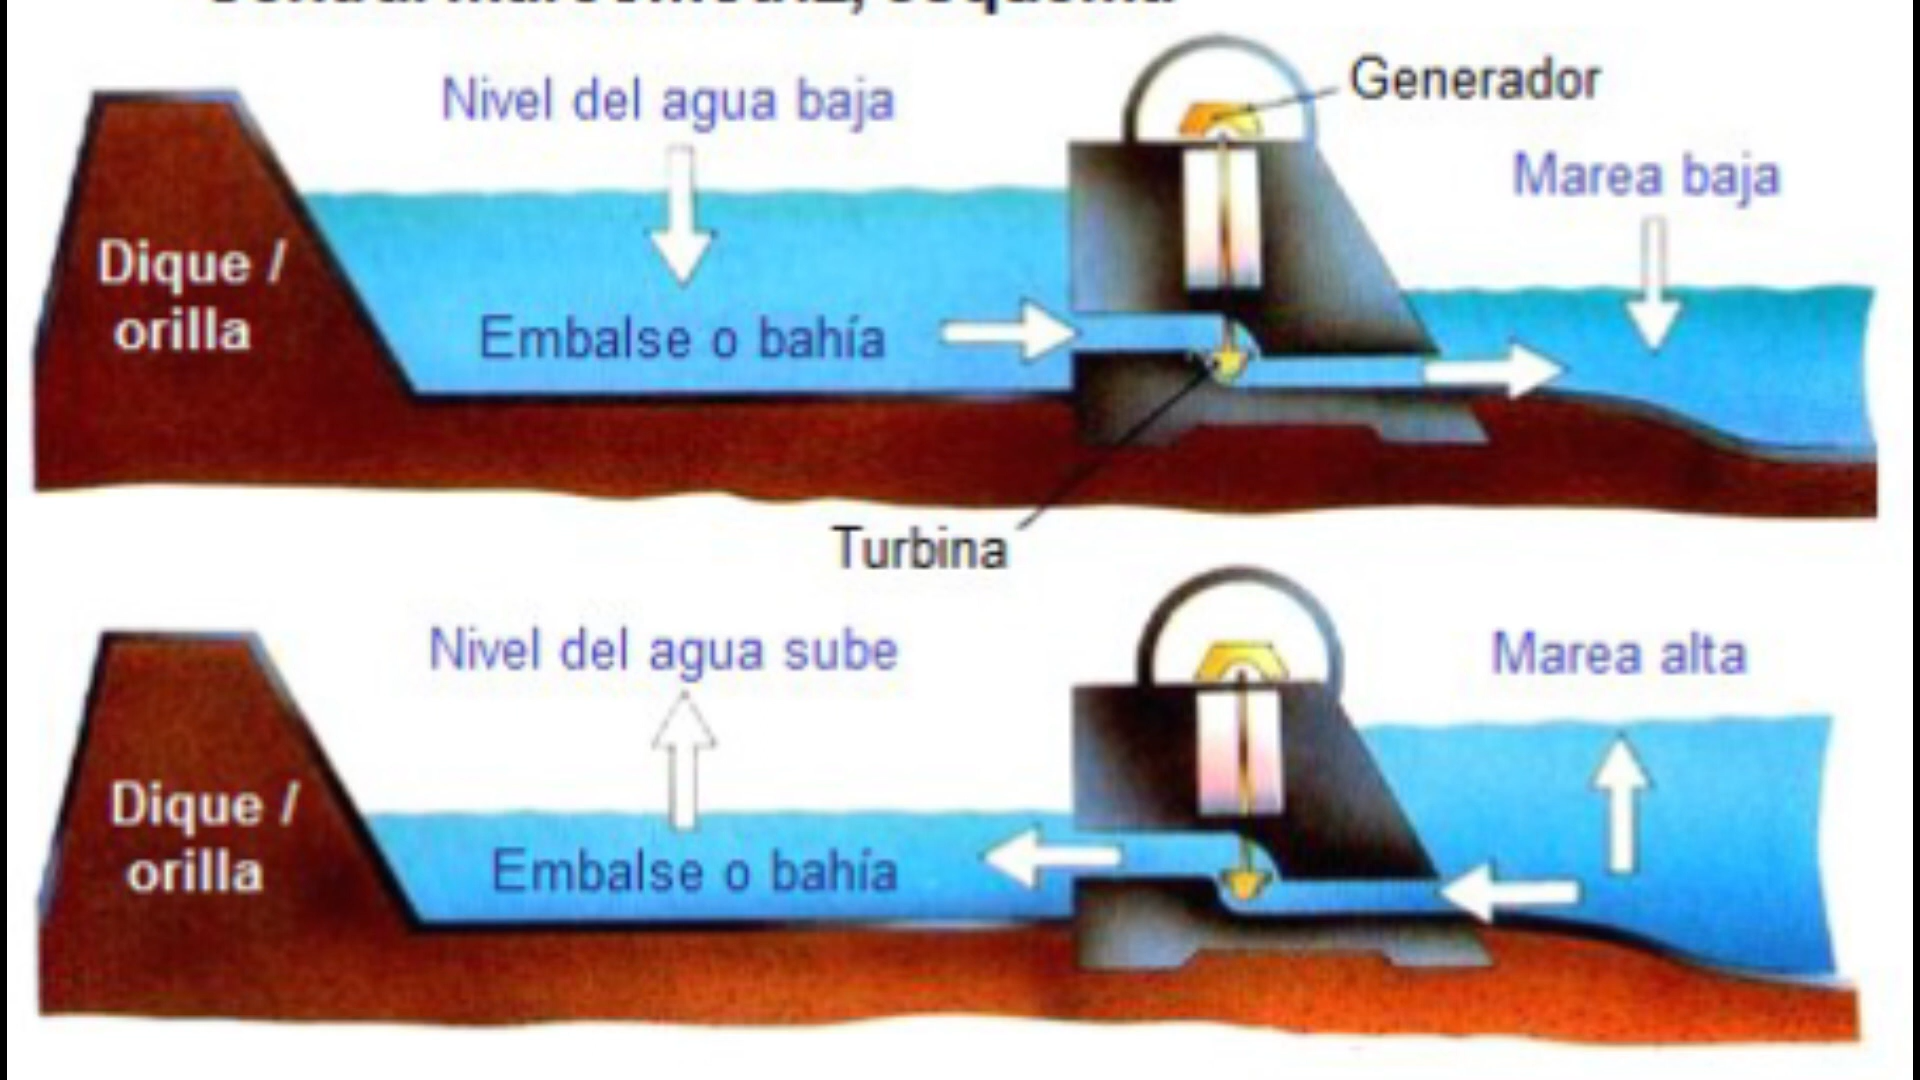 Nivel del agua baja
Generador
Marea baja
Dique /
orilla
Embalse o bahía
Turbina
Nivel del agua sube
Marea alta
Dique /
orilla
Embalse o bahía